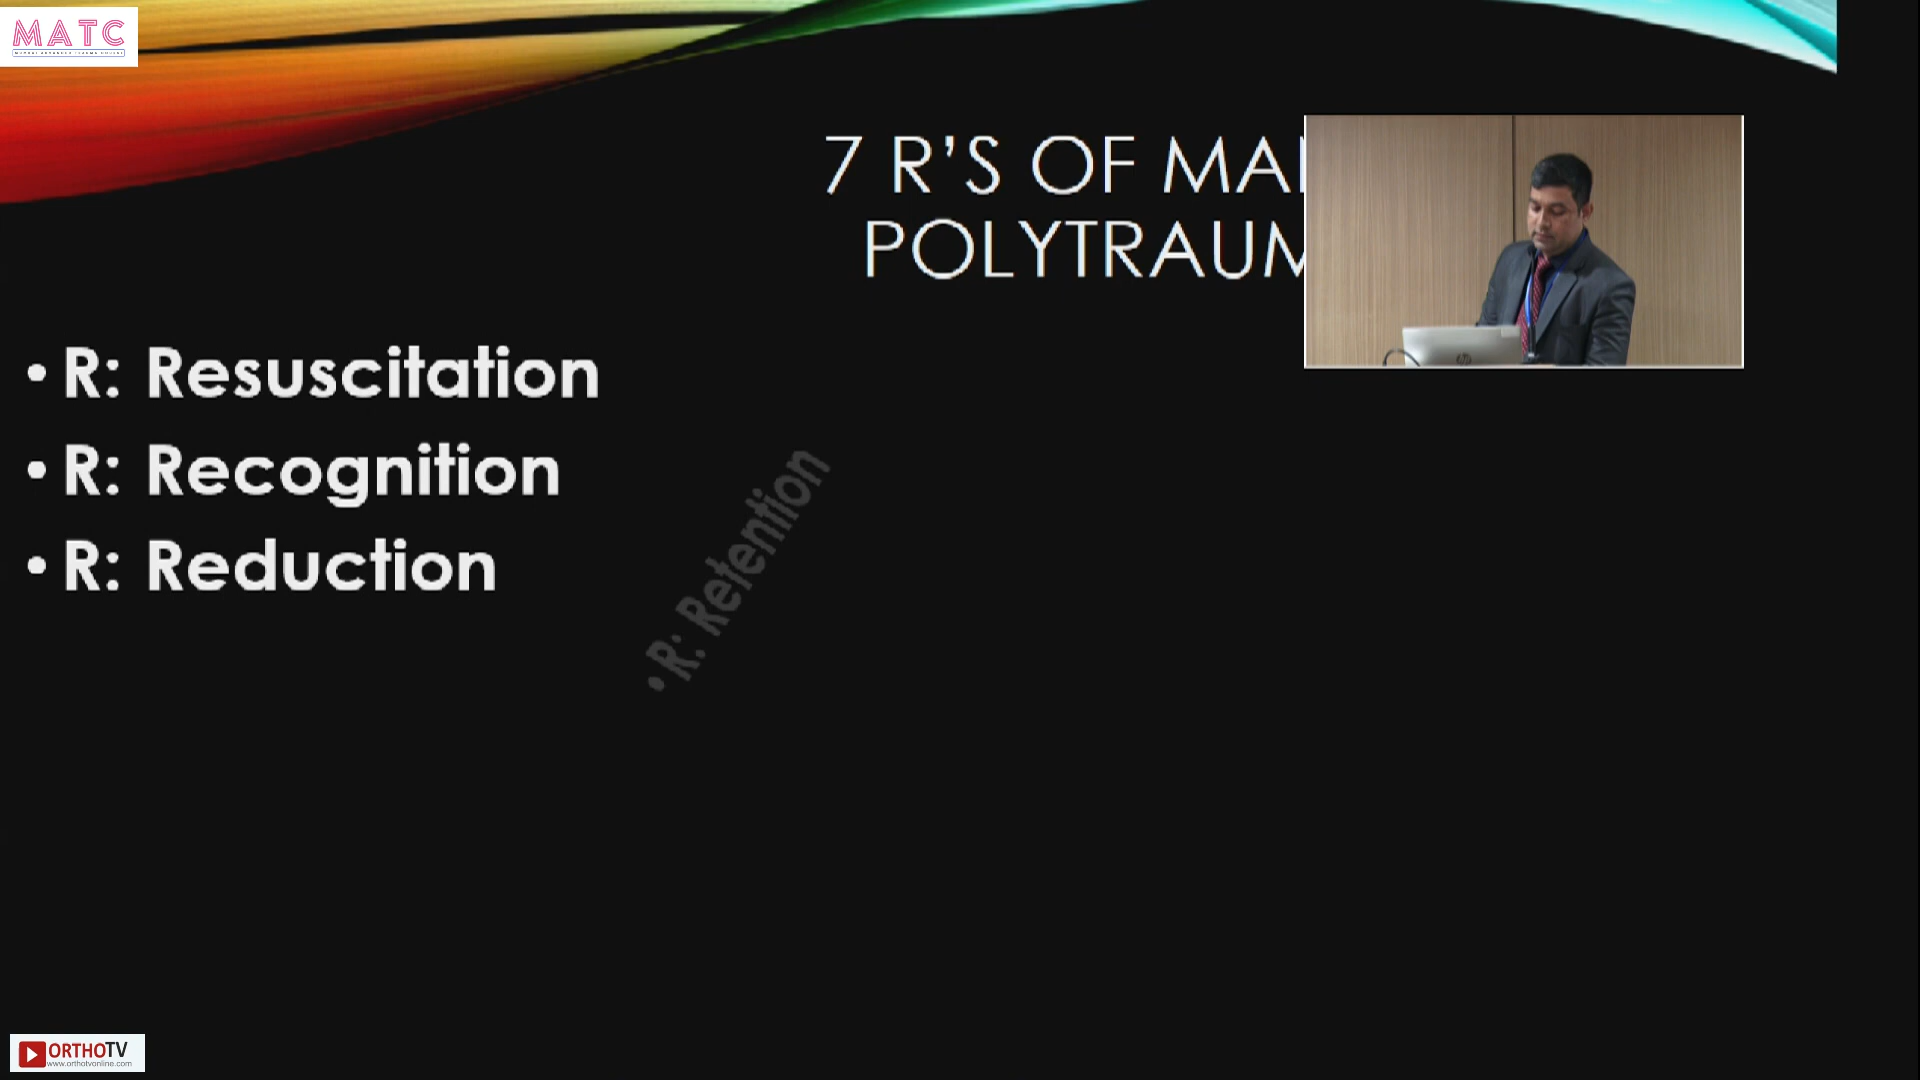 MATC
7 R'S OF MA
POLYTRAUM
• R: Resuscitation
• R: Recognition
• R: Reduction
• R: Retention
ORTHOTV
www.orthotvonline.com